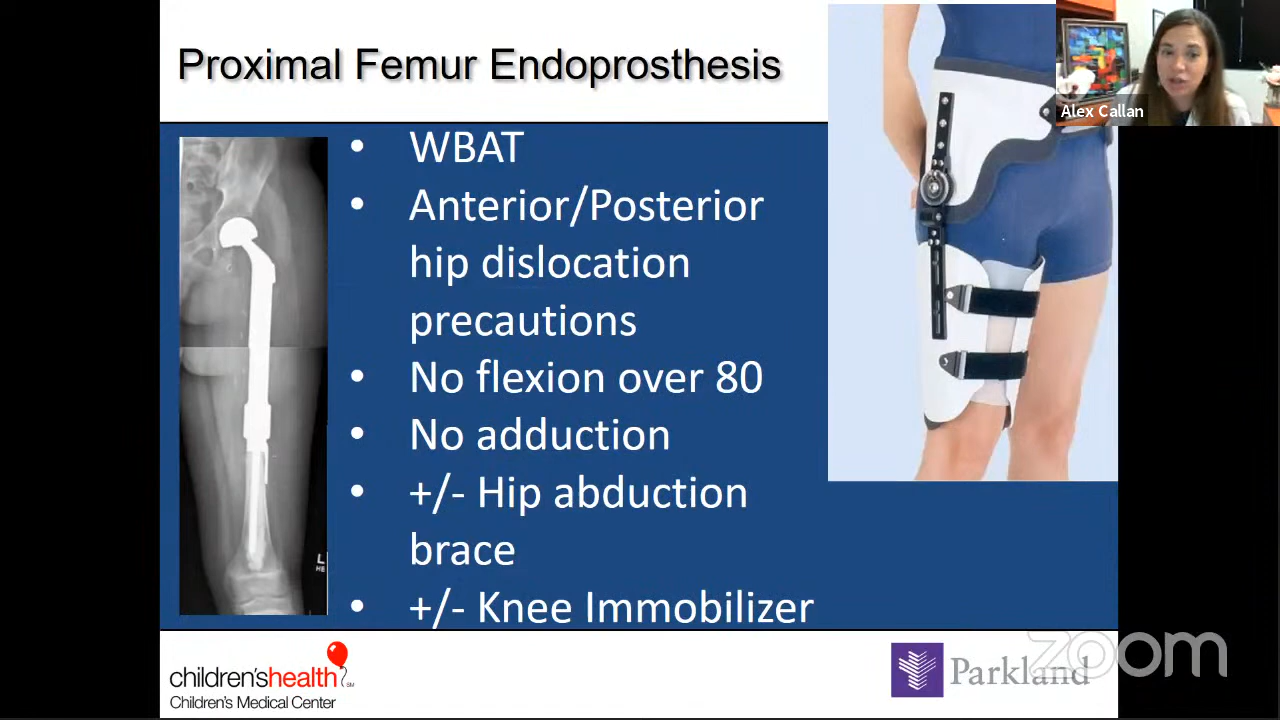 Proximal Femur Endoprosthesis
Alex Callan
• WBAT
• Anterior/Posterior
hip dislocation
precautions
• No flexion over 80
• No adduction
• +/- Hip abduction
brace
• +/- Knee Immobilizer
L
children'shealth SM
Children's Medical Center
Parkland
zoom